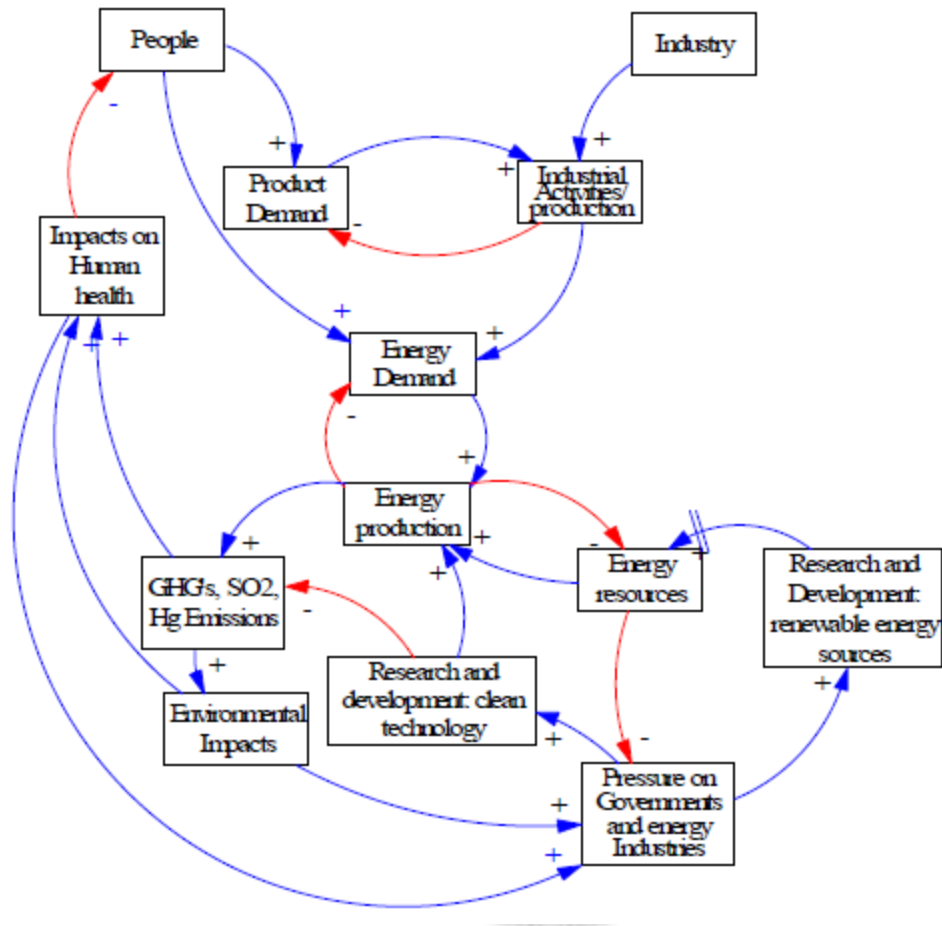 People
Industry
-
+
+
Product
Demand
+
Industrial
Activities/
production
-
Impacts on
Human
health
+
+
+
+
Energy
Demand
-
+
Energy
production
+
-
+
+
+
Energy
resources
Research and
Development:
renewable energy
sources
GHG's, SO2,
Hg Emissions
-
+
Research and
development: clean
technology
+
Environmental
Impacts
+
-
Pressure on
Governments
and energy
Industries
+
+